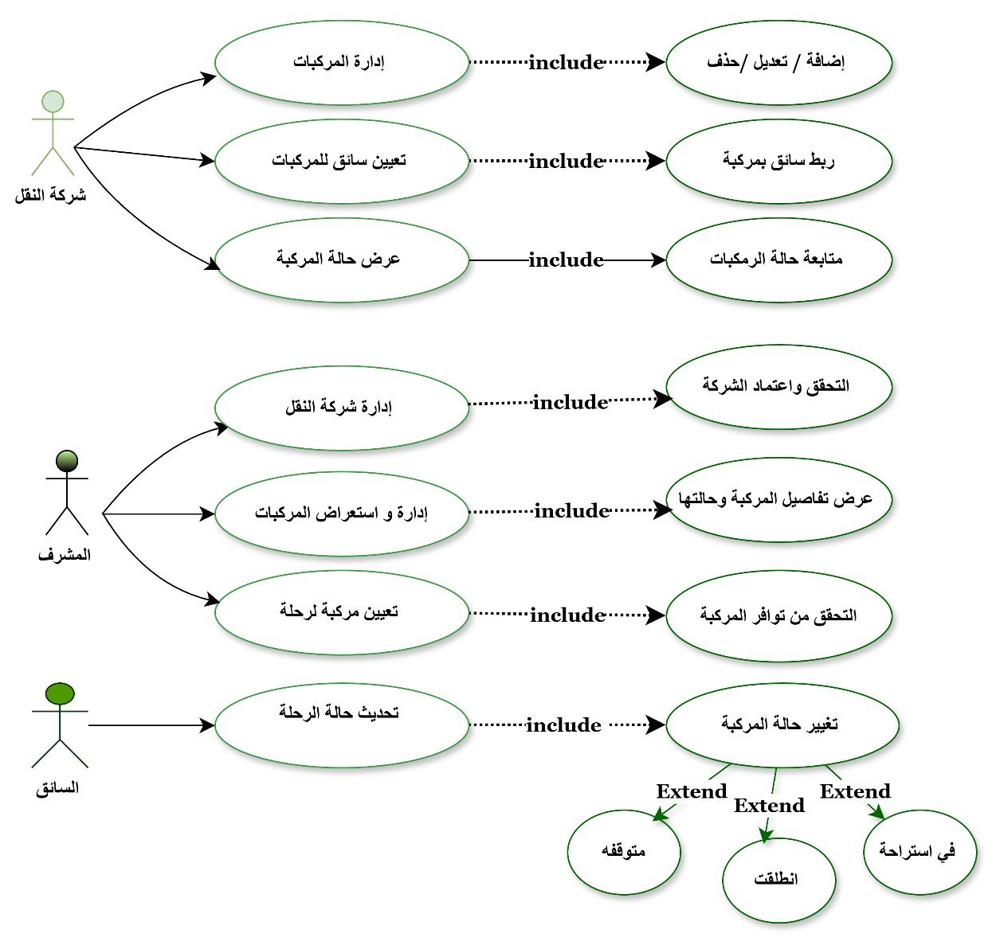 إدارة المركبات
include
إضافة / تعديل /حذف
شركة النقل
تعيين سائق للمركبات
include
ربط سائق بمركبة
عرض حالة المركبة
include
متابعة حالة الرمكبات
المشرف
إدارة شركة النقل
include
التحقق واعتماد الشركة
إدارة و استعراض المركبات
include
عرض تفاصيل المركبة وحالتها
تعيين مركبة لرحلة
include
التحقق من توافر المركبة
السائق
تحديث حالة الرحلة
include
تغيير حالة المركبة
Extend
Extend
Extend
متوقفه
انطلقت
في استراحة